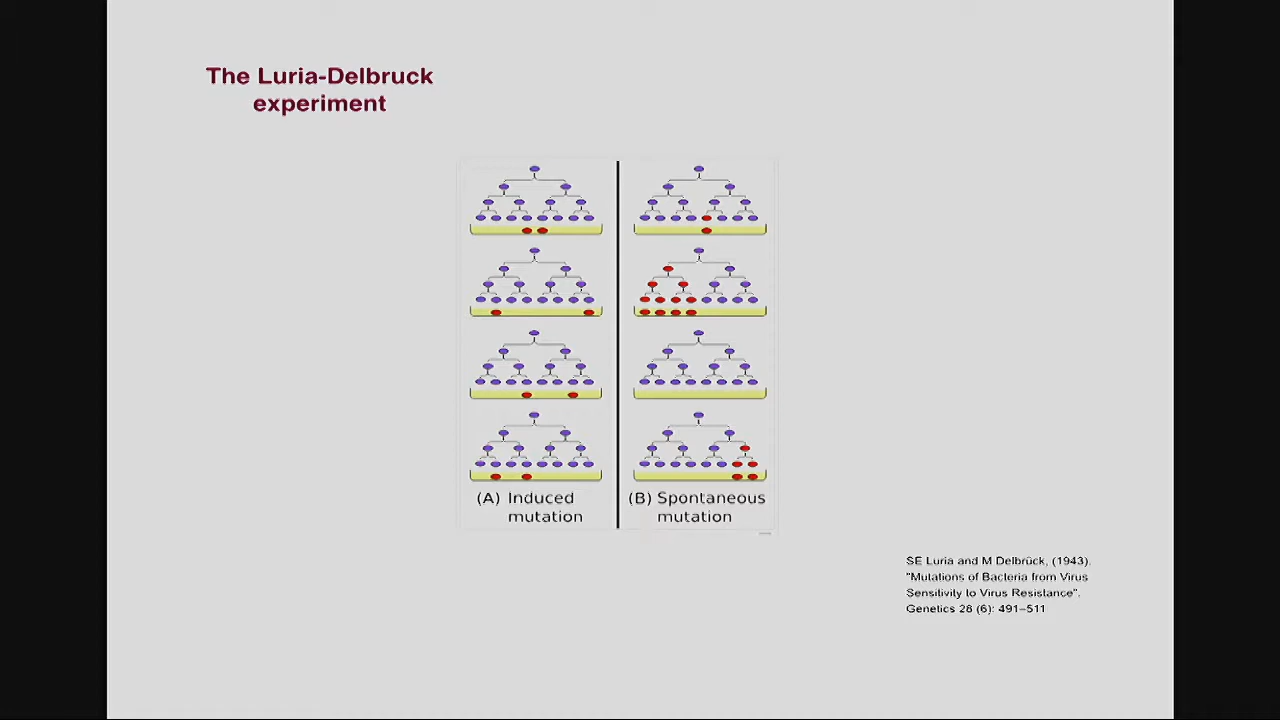 The Luria-Delbruck
experiment
(A) Induced
mutation
(B) Spontaneous
mutation
SE Luria and M Delbrück, (1943).
"Mutations of Bacteria from Virus
Sensitivity to Virus Resistance".
Genetics 28 (6): 491–511